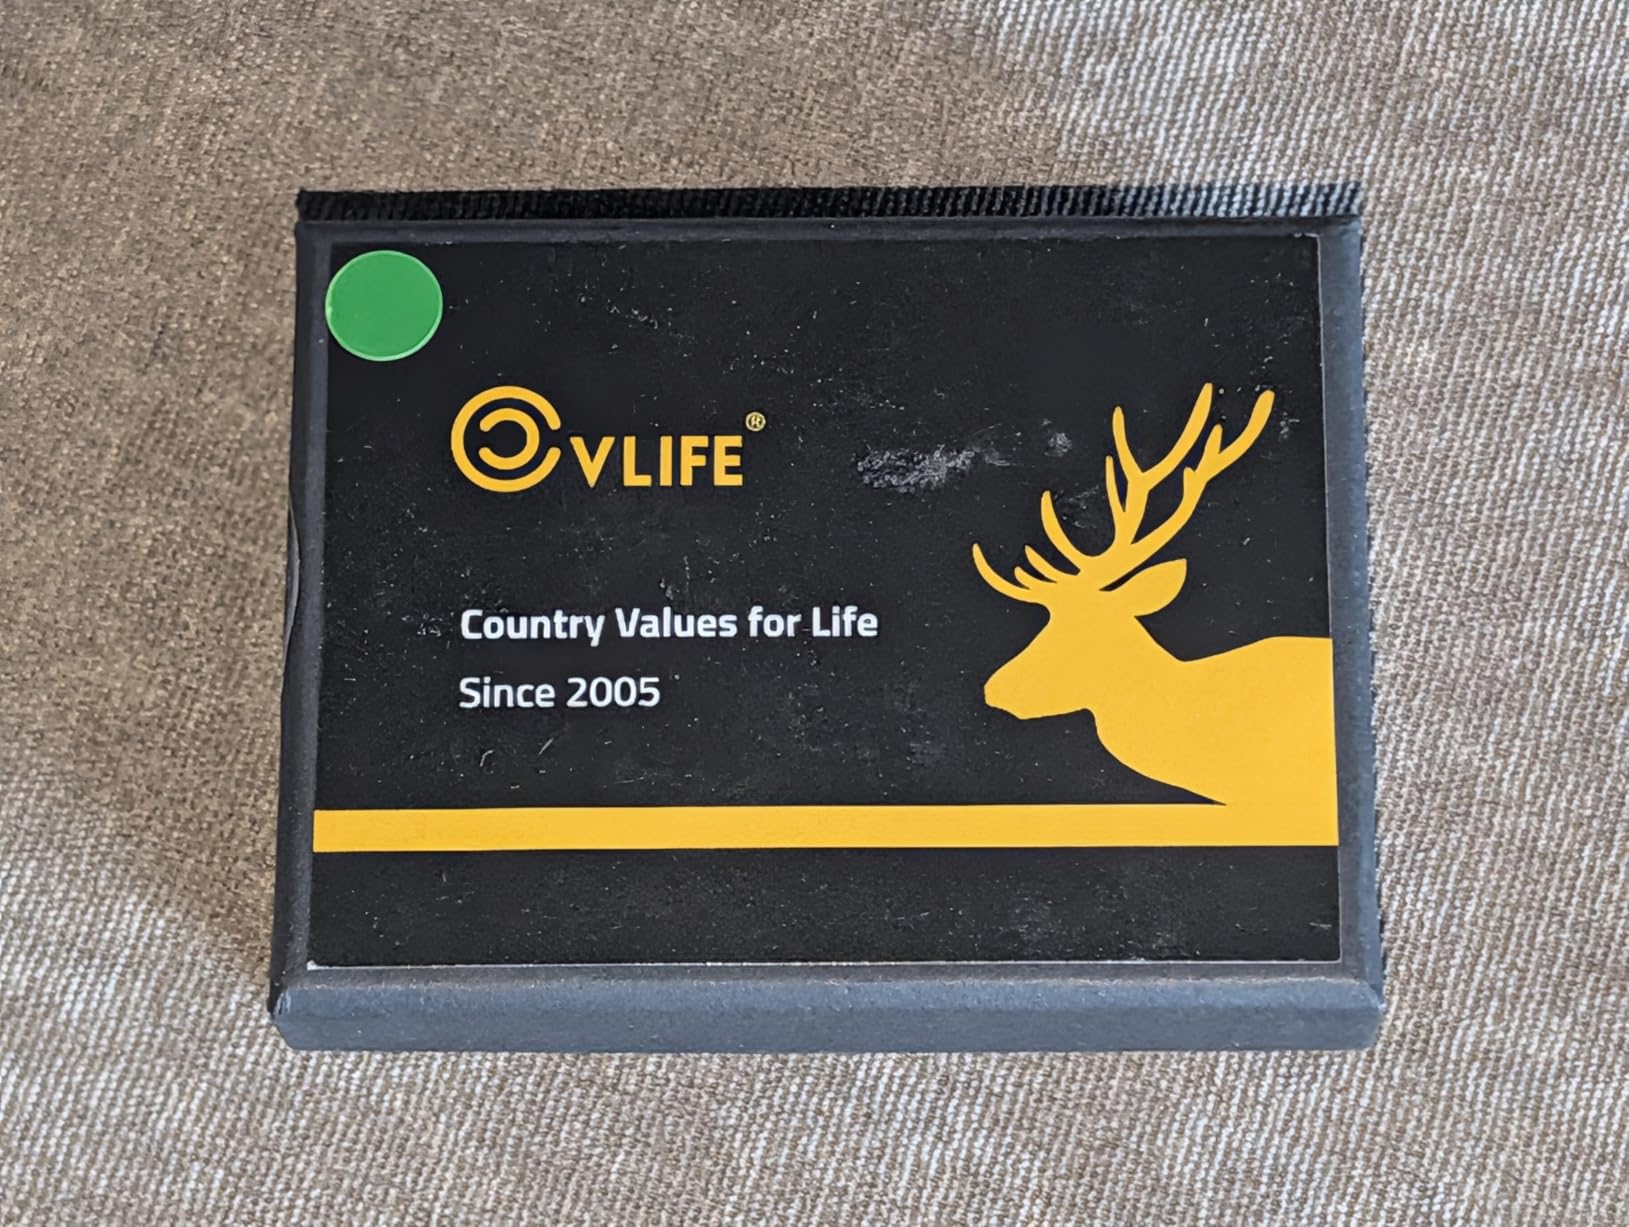 CVLIFE®
Country Values for Life
Since 2005